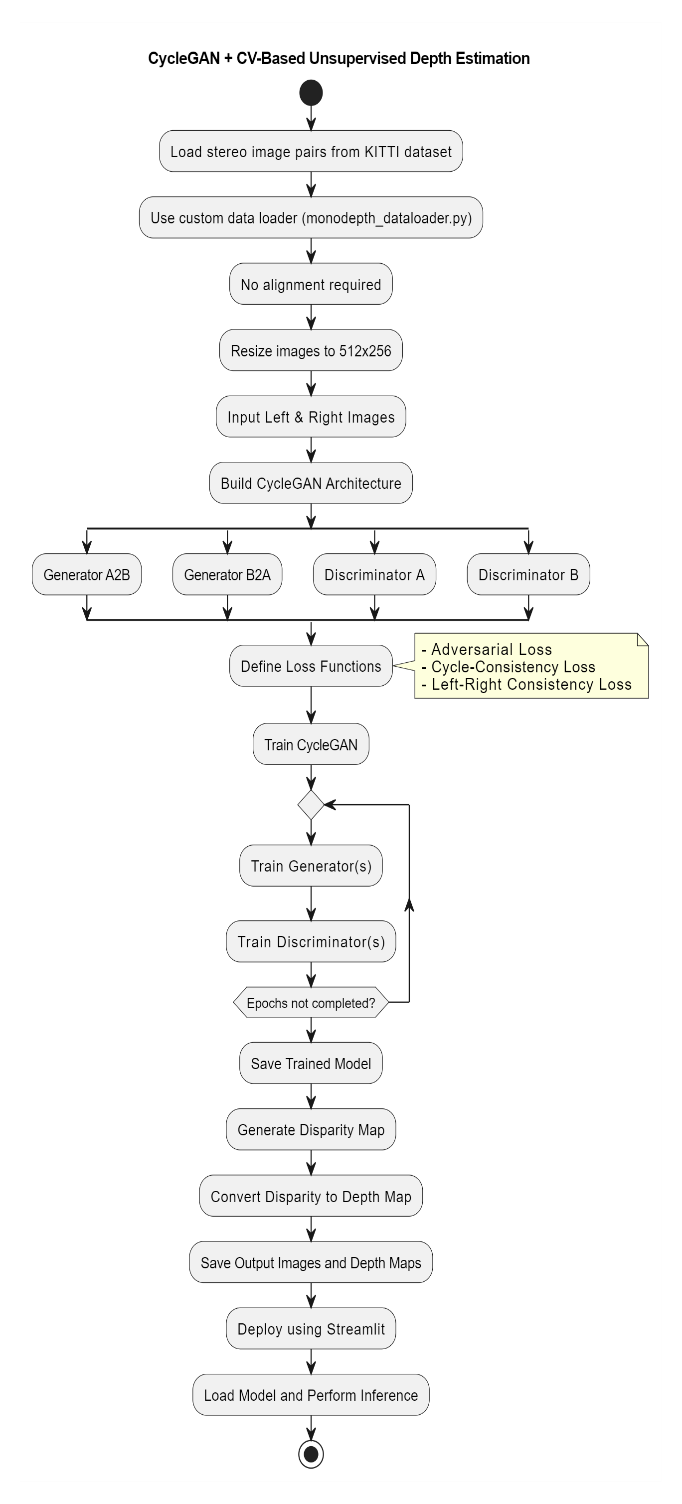 CycleGAN + CV-Based Unsupervised Depth Estimation
Load stereo image pairs from KITTI dataset
Use custom data loader (monodepth_dataloader.py)
No alignment required
Resize images to 512x256
Input Left & Right Images
Build CycleGAN Architecture
Generator A2B
Generator B2A
Discriminator A
Discriminator B
Define Loss Functions
- Adversarial Loss
- Cycle-Consistency Loss
- Left-Right Consistency Loss
Train CycleGAN
Train Generator(s)
Train Discriminator(s)
Epochs not completed?
Save Trained Model
Generate Disparity Map
Convert Disparity to Depth Map
Save Output Images and Depth Maps
Deploy using Streamlit
Load Model and Perform Inference